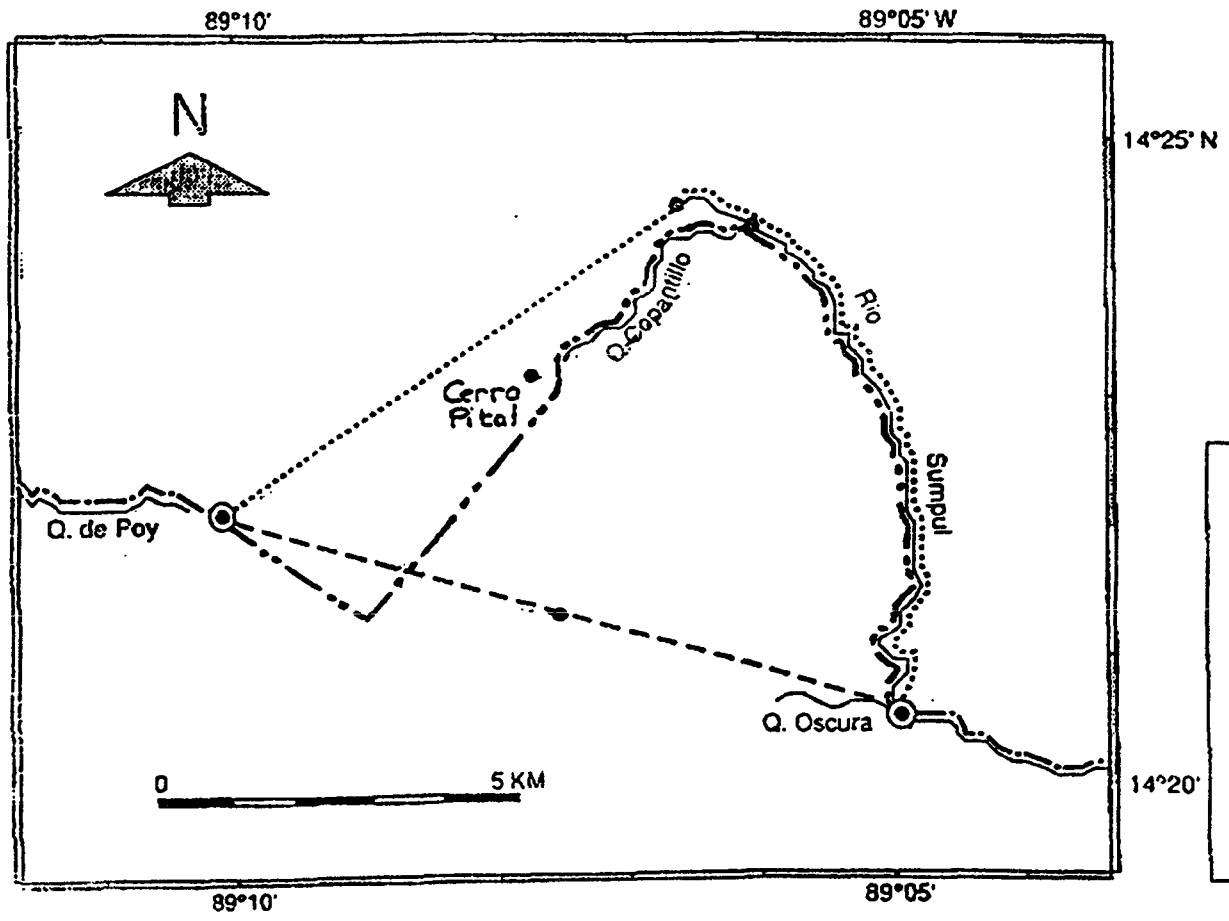 89°10'
89°05' W
N
14°25' N
Q. Copantillo
Rio
Cerro
Pital
Sumpul
Q. de Poy
Q. Oscura
0
5 KM
14°20'
89°10'
89°05'